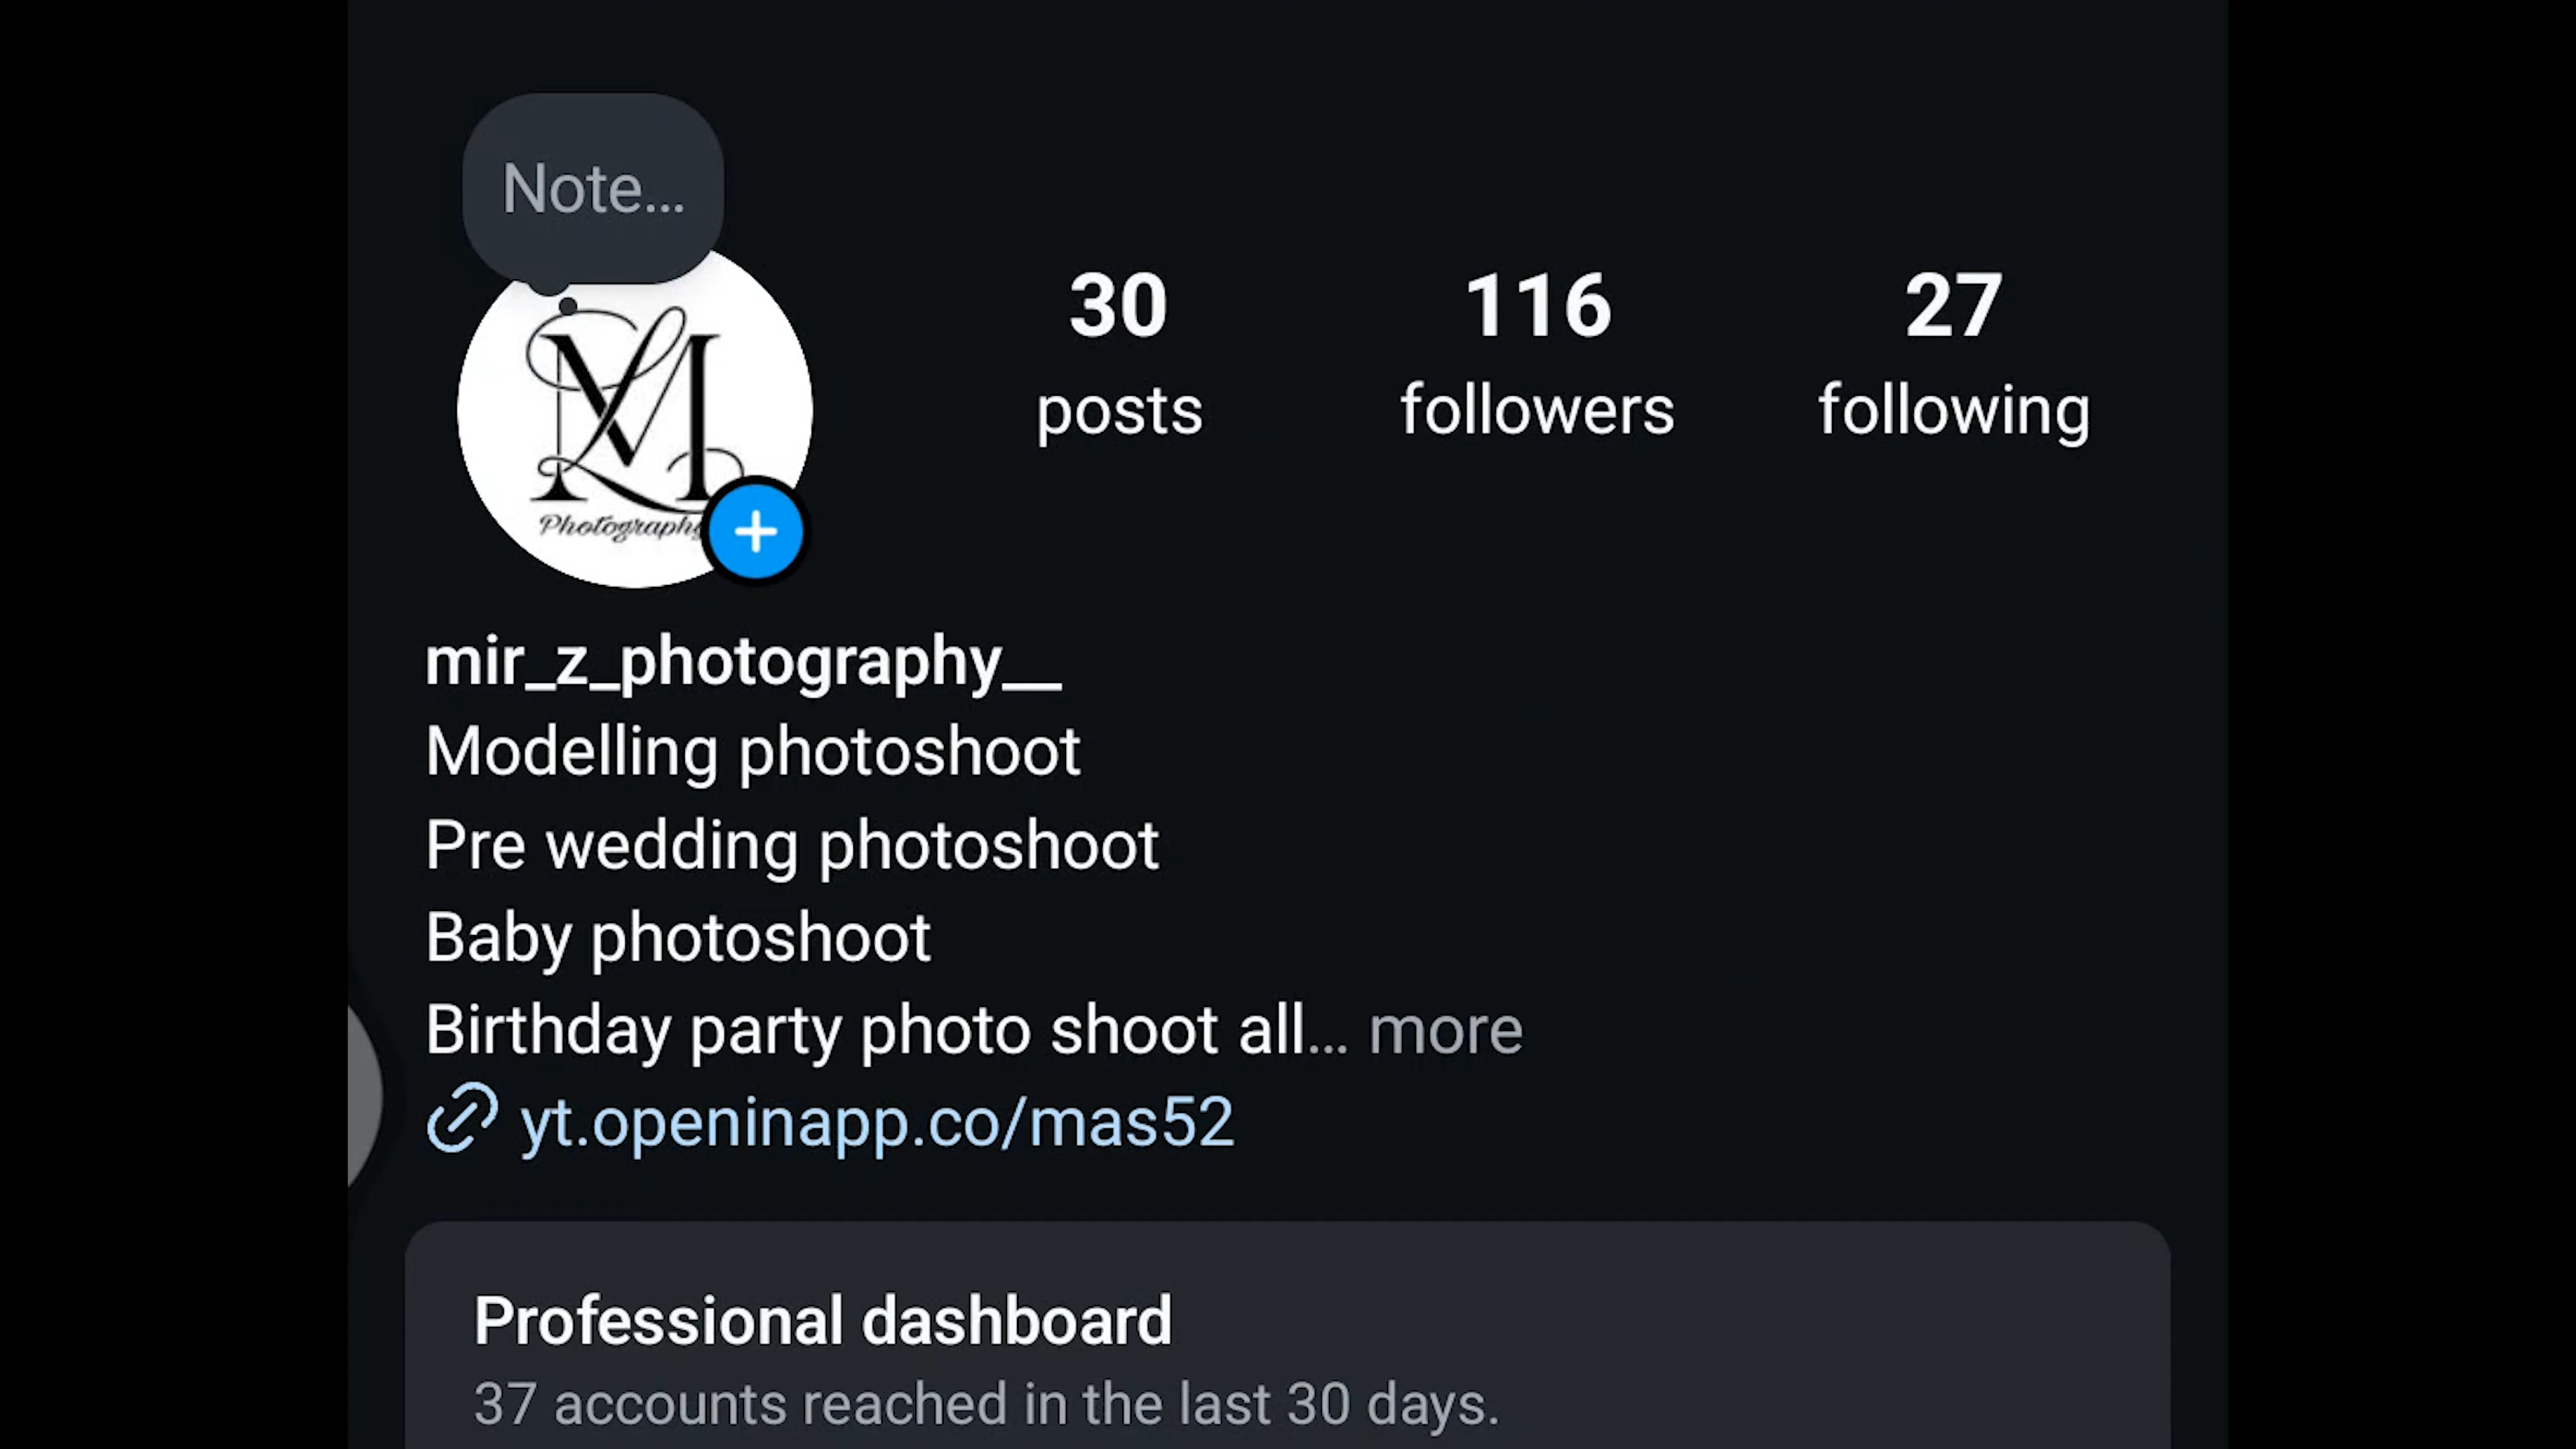 Note...
30
posts
116
followers
27
following
Photography
mir_z_photography__
Modelling photoshoot
Pre wedding photoshoot
Baby photoshoot
Birthday party photo shoot all... more
yt.openinapp.co/mas52
Professional dashboard
37 accounts reached in the last 30 days.